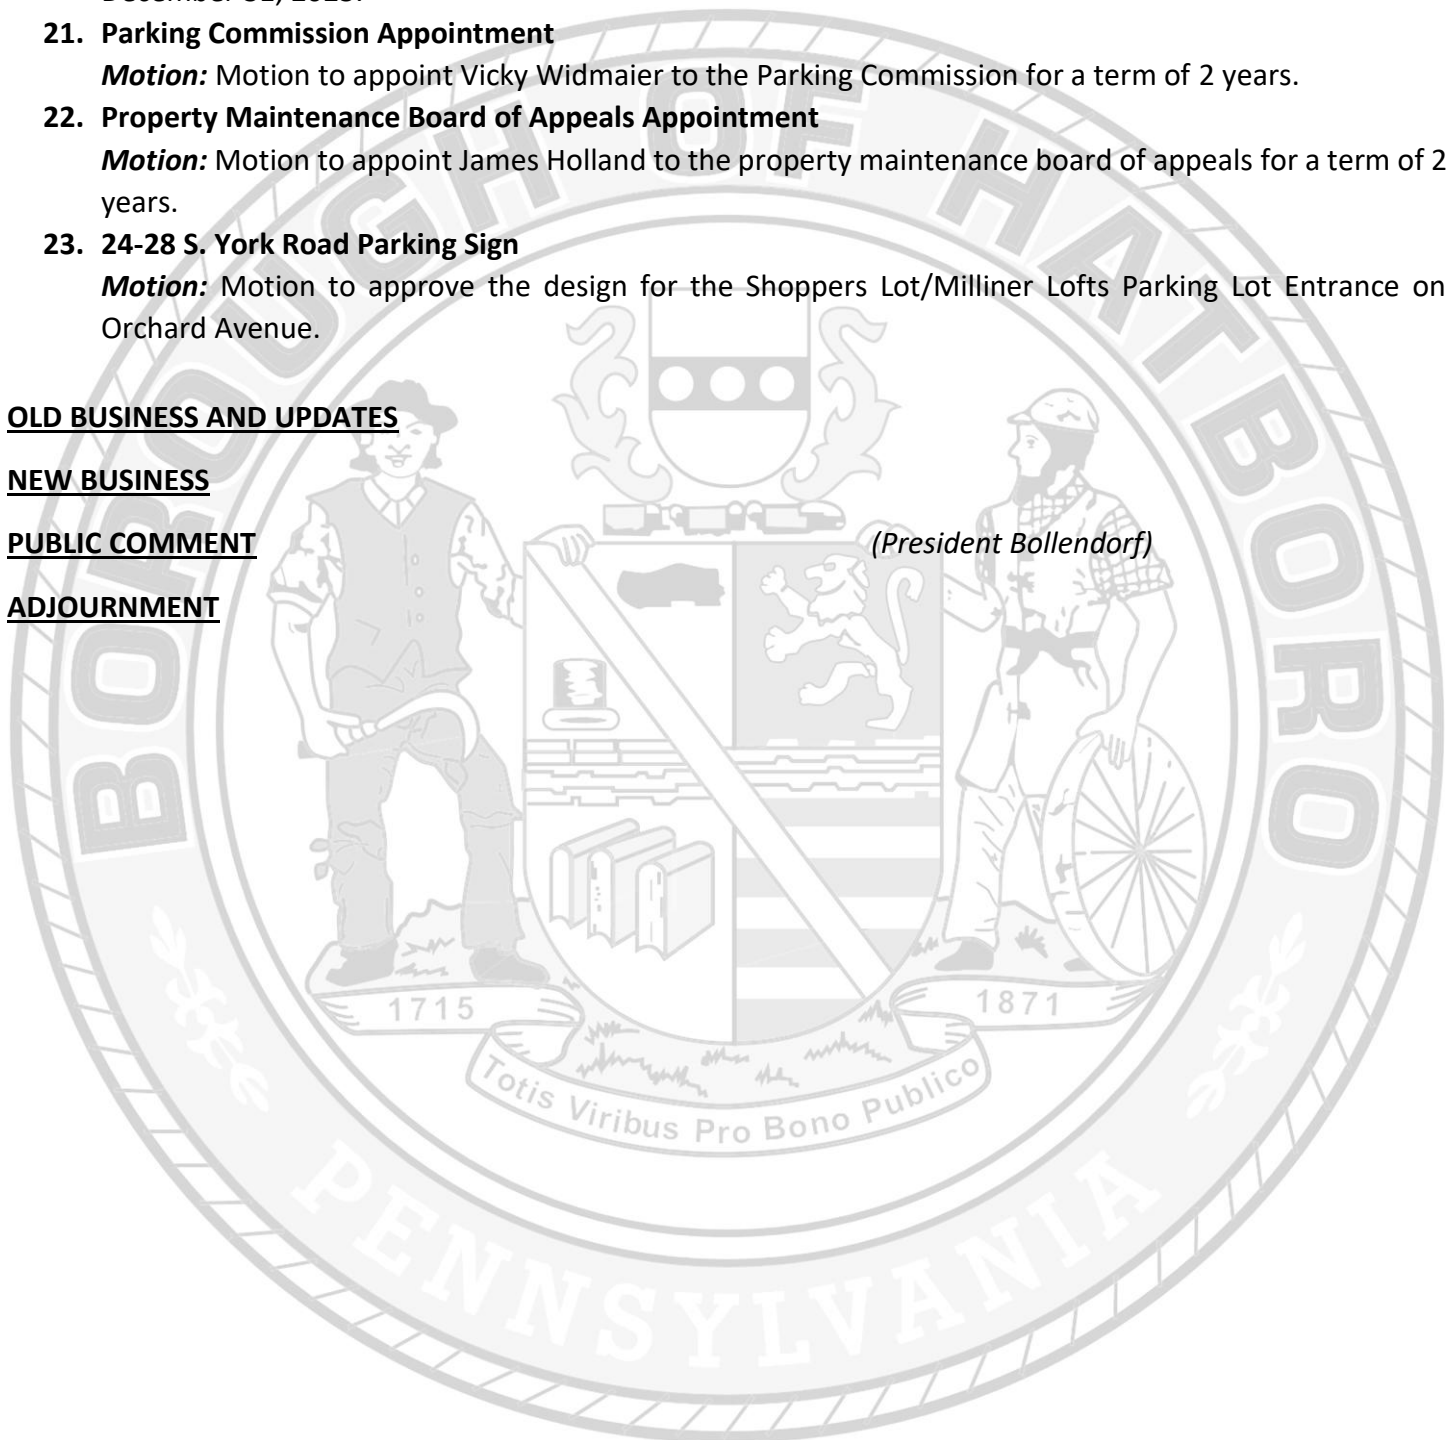 December 31,
21. Parking Commission Appointment
Motion: Motion to appoint Vicky Widmaier to the Parking Commission for a term of 2 years.
22. Property Maintenance Board of Appeals Appointment
Motion: Motion to appoint James Holland to the property maintenance board of appeals for a term of 2
years.
23. 24-28 S. York Road Parking Sign
Motion: Motion to approve the design for the Shoppers Lot/Milliner Lofts Parking Lot Entrance on
Orchard Avenue.
OLD BUSINESS AND UPDATES
NEW BUSINESS
PUBLIC COMMENT (President Bollendorf)
ADJOURNMENT
BOROUGH OF HATBORO
1715
1871
Totis Viribus Pro Bono Publico
PENNSYLVANIA